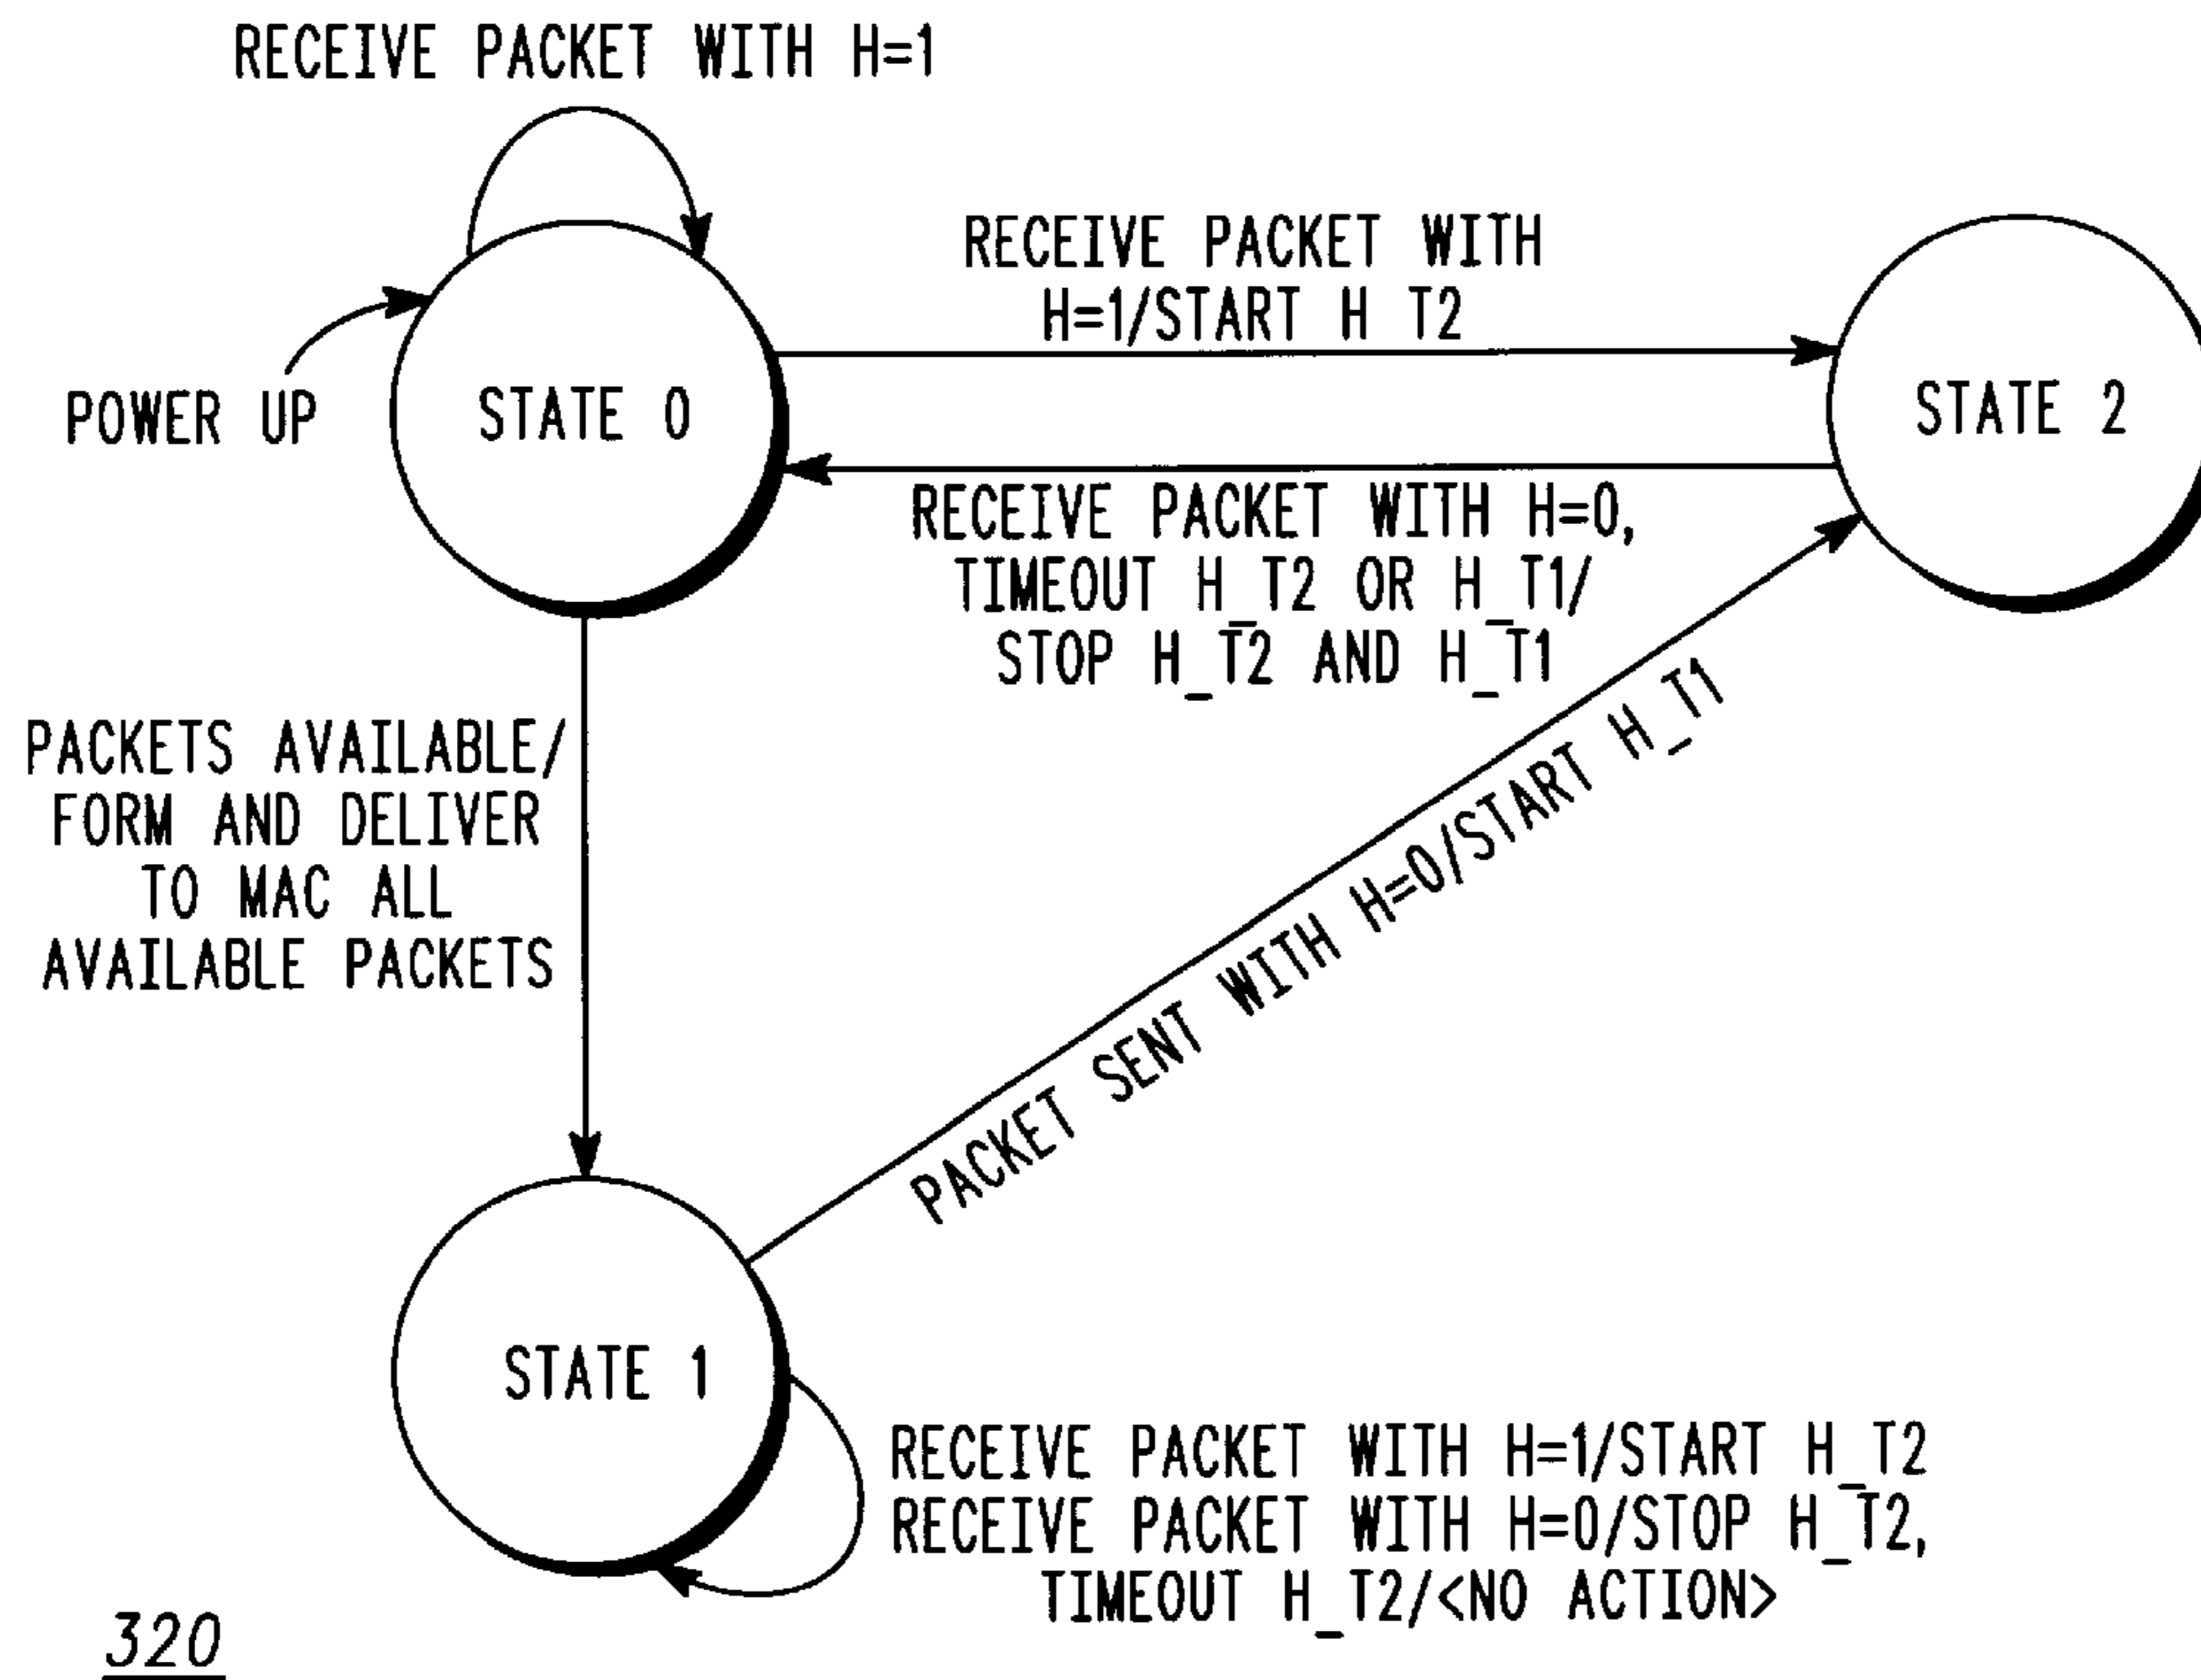 RECEIVE PACKET WITH H=1
RECEIVE PACKET WITH
H=1/START H T2
POWER UP
STATE 0
STATE 2
RECEIVE PACKET WITH H=0,
TIMEOUT H_T2 OR H_T1/
STOP H_T2 AND H_T1
PACKETS AVAILABLE/
FORM AND DELIVER
TO MAC ALL
AVAILABLE PACKETS
PACKET SENT WITH H=0/START H_T1
STATE 1
RECEIVE PACKET WITH H=1/START H_T2
RECEIVE PACKET WITH H=0/STOP H_T2,
TIMEOUT H_T2/<NO ACTION>
320